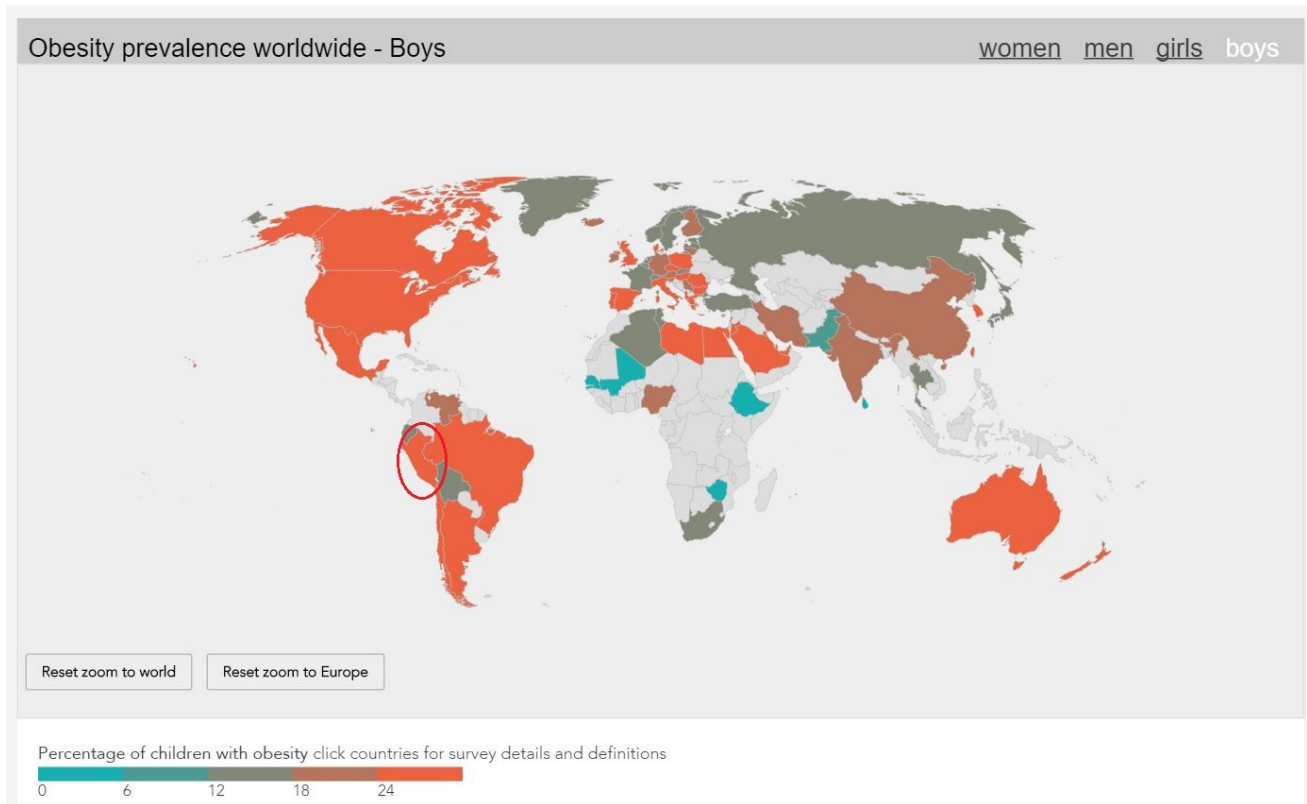 Obesity prevalence worldwide - Boys
women men girls boys
Reset zoom to world
Reset zoom to Europe
Percentage of children with obesity click countries for survey details and definitions
0 6 12 18 24